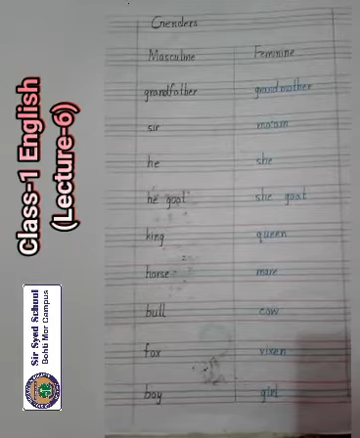 Class-1 English
(Lecture-6)
Sir Syed School
Bohti Mor Campus
Genders
Masculine Feminine
grandfather grandmother
sir ma'am
he she
he goat she goat
king queen
horse mare
bull cow
fox vixen
boy girl